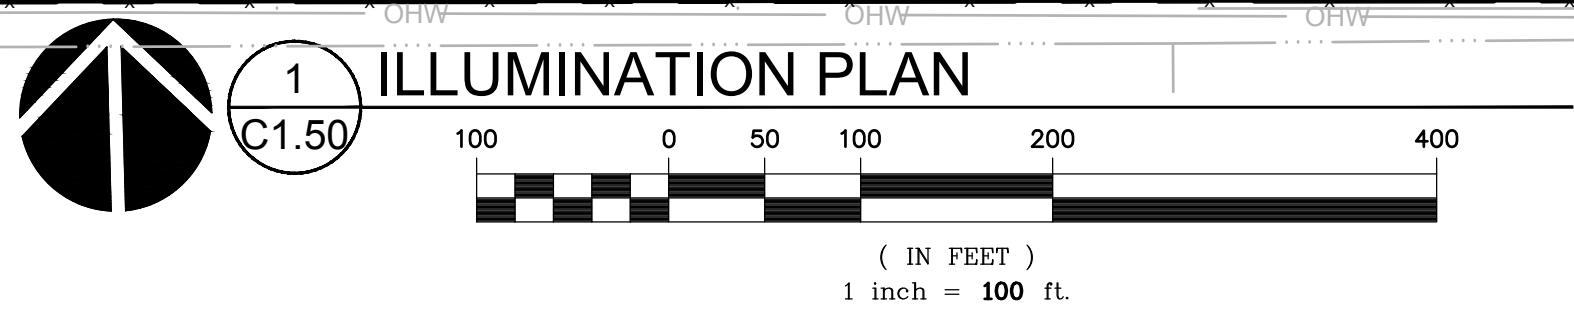 OHW OHW OHW
1 ILLUMINATION PLAN
C1.50
100 0 50 100 200 400
( IN FEET )
1 inch = 100 ft.